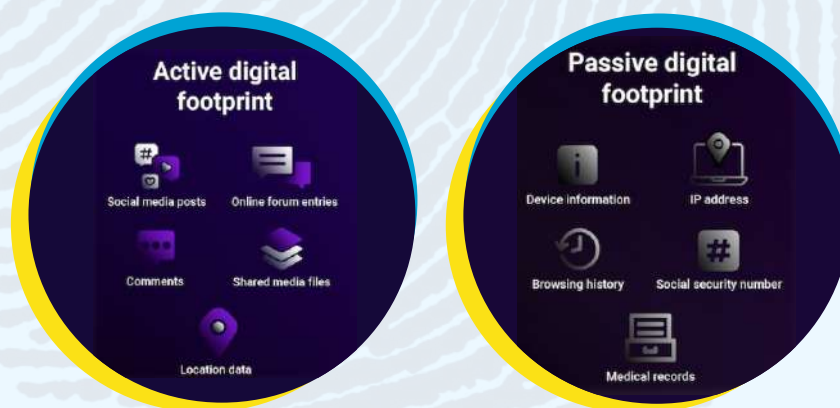 Active digital
footprint
Social media posts
Online forum entries
Comments
Shared media files
Location data
Passive digital
footprint
Device information
IP address
Browsing history
Social security number
Medical records